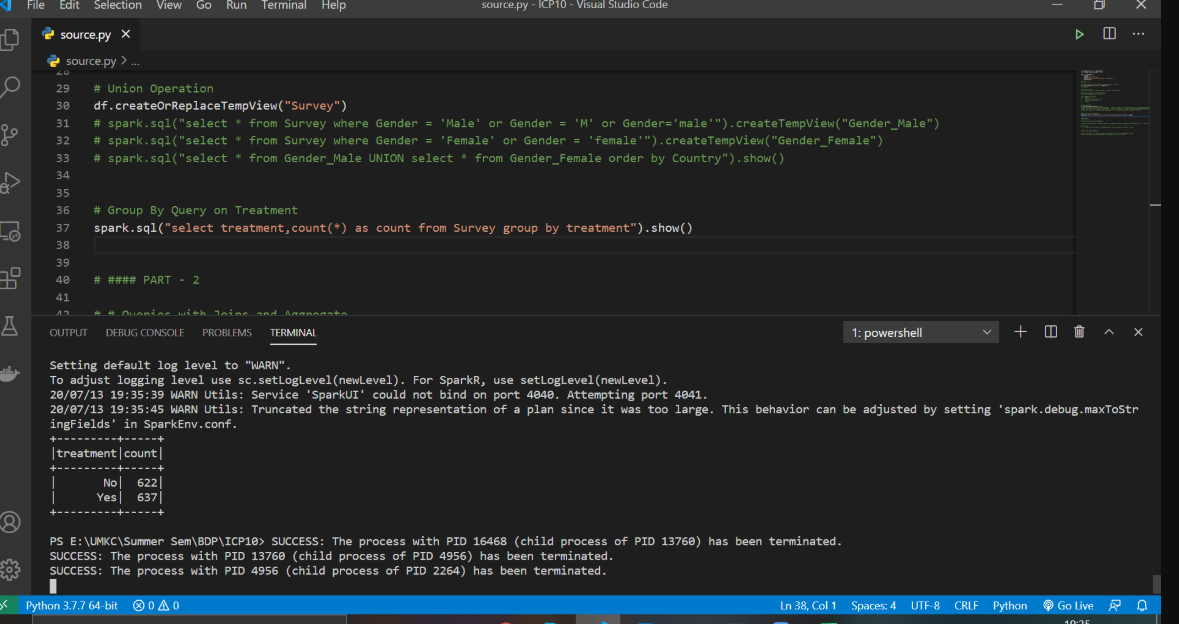 File Edit Selection View Go Run Terminal Help source.py - ICP10 - Visual Studio Code
source.py
source.py > ...
28
29 # Union Operation
30 df.createOrReplaceTempView("Survey")
31 # spark.sql("select * from Survey where Gender = 'Male' or Gender = 'M' or Gender='male'").createTempView("Gender_Male")
32 # spark.sql("select * from Survey where Gender = 'Female' or Gender = 'female'").createTempView("Gender_Female")
33 # spark.sql("select * from Gender_Male UNION select * from Gender_Female order by Country").show()
34
35
36 # Group By Query on Treatment
37 spark.sql("select treatment,count(*) as count from Survey group by treatment").show()
38
39
40 # #### PART - 2
41
42 # # Queries with Joins and Aggregate
OUTPUT DEBUG CONSOLE PROBLEMS TERMINAL 1: powershell
Setting default log level to "WARN".
To adjust logging level use sc.setLogLevel(newLevel). For SparkR, use setLogLevel(newLevel).
20/07/13 19:35:39 WARN Utils: Service 'SparkUI' could not bind on port 4040. Attempting port 4041.
20/07/13 19:35:45 WARN Utils: Truncated the string representation of a plan since it was too large. This behavior can be adjusted by setting 'spark.debug.maxToStr
ingFields' in SparkEnv.conf.
+---------+-----+
|treatment|count|
+---------+-----+
|       No|  622|
|      Yes|  637|
+---------+-----+
PS E:\UMKC\Summer Sem\BDP\ICP10> SUCCESS: The process with PID 16468 (child process of PID 13760) has been terminated.
SUCCESS: The process with PID 13760 (child process of PID 4956) has been terminated.
SUCCESS: The process with PID 4956 (child process of PID 2264) has been terminated.
Python 3.7.7 64-bit 0 0 Ln 38, Col 1 Spaces: 4 UTF-8 CRLF Python Go Live
19:35